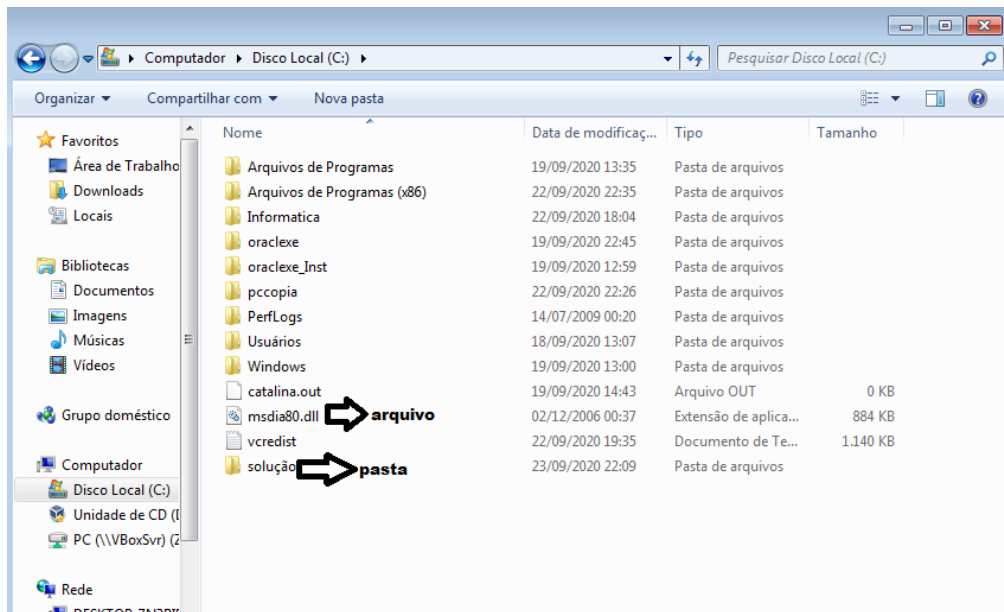 Computador Disco Local (C:)
Pesquisar Disco Local (C:)
Organizar Compartilhar com Nova pasta
Nome Data de modificaç... Tipo Tamanho
Favoritos
Área de Trabalho
Downloads
Locais
Bibliotecas
Documentos
Imagens
Músicas
Vídeos
Grupo doméstico
Computador
Disco Local (C:)
Unidade de CD (
PC (\\VBoxSvr) (Z
Rede
Arquivos de Programas 19/09/2020 13:35 Pasta de arquivos
Arquivos de Programas (x86) 22/09/2020 22:35 Pasta de arquivos
Informatica 22/09/2020 18:04 Pasta de arquivos
oraclexe 19/09/2020 22:45 Pasta de arquivos
oraclexe_Inst 19/09/2020 12:59 Pasta de arquivos
pccopia 22/09/2020 22:26 Pasta de arquivos
PerfLogs 14/07/2009 00:20 Pasta de arquivos
Usuários 18/09/2020 13:07 Pasta de arquivos
Windows 19/09/2020 13:00 Pasta de arquivos
catalina.out 19/09/2020 14:43 Arquivo OUT 0 KB
msdia80.dll arquivo 02/12/2006 00:37 Extensão de aplica... 884 KB
vcredist 22/09/2020 19:35 Documento de Te... 1.140 KB
solução pasta 23/09/2020 22:09 Pasta de arquivos